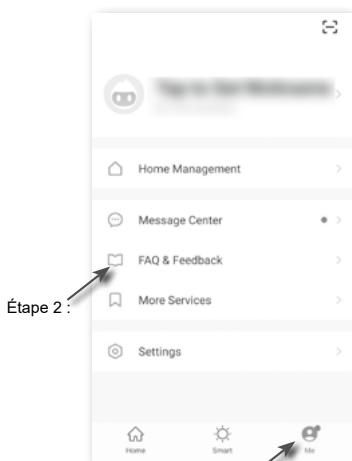 Home Management
Message Center
FAQ & Feedback
Étape 2 :
More Services
Settings
Home
Smart
Me